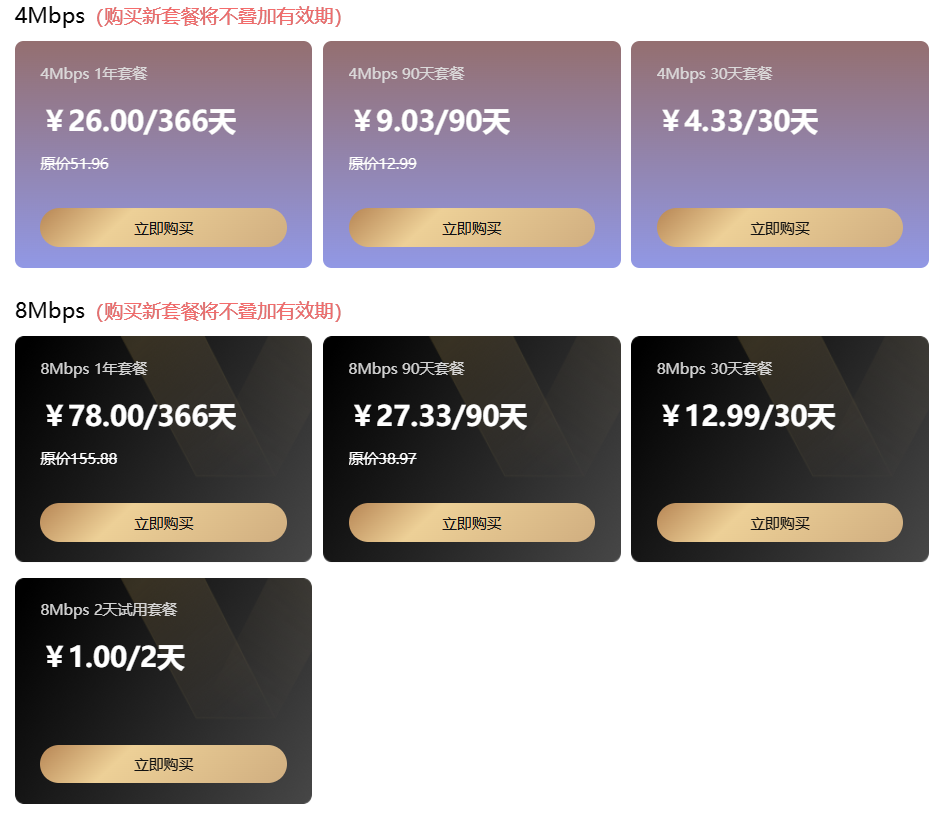 4Mbps（购买新套餐将不叠加有效期）
4Mbps 1年套餐
￥26.00/366天
原价51.96
立即购买
4Mbps 90天套餐
￥9.03/90天
原价12.99
立即购买
4Mbps 30天套餐
￥4.33/30天
立即购买
8Mbps（购买新套餐将不叠加有效期）
8Mbps 1年套餐
￥78.00/366天
原价155.88
立即购买
8Mbps 90天套餐
￥27.33/90天
原价38.97
立即购买
8Mbps 30天套餐
￥12.99/30天
立即购买
8Mbps 2天试用套餐
￥1.00/2天
立即购买